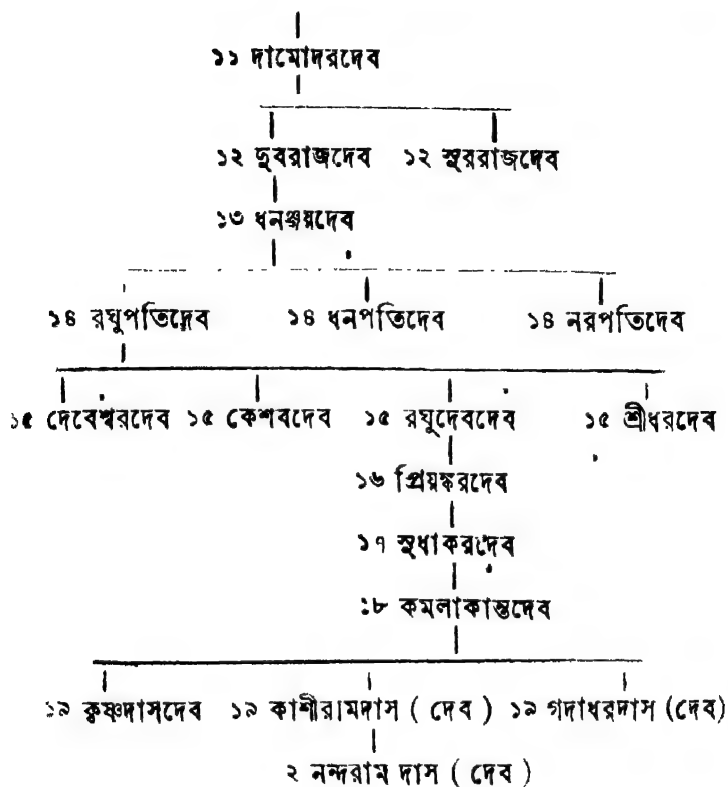 ১১ দামোদরদেব
১২ দুবরাজদেব ১২ সুররাজদেব
১৩ ধনঞ্জয়দেব
১৪ রঘুপতিদেব ১৪ ধনপতিদেব ১৪ নরপতিদেব
১৫ দেবেশ্বরদেব ১৫ কেশবদেব ১৫ রঘুদেবদেব ১৫ শ্রীধরদেব
১৬ প্রিয়ঙ্করদেব
১৭ সুধাকরদেব
১৮ কমলাকান্তদেব
১৯ কৃষ্ণদাসদেব ১৯ কাশীরামদাস ( দেব ) ১৯ গদাধরদাস (দেব)
২ নন্দরাম দাস ( দেব )